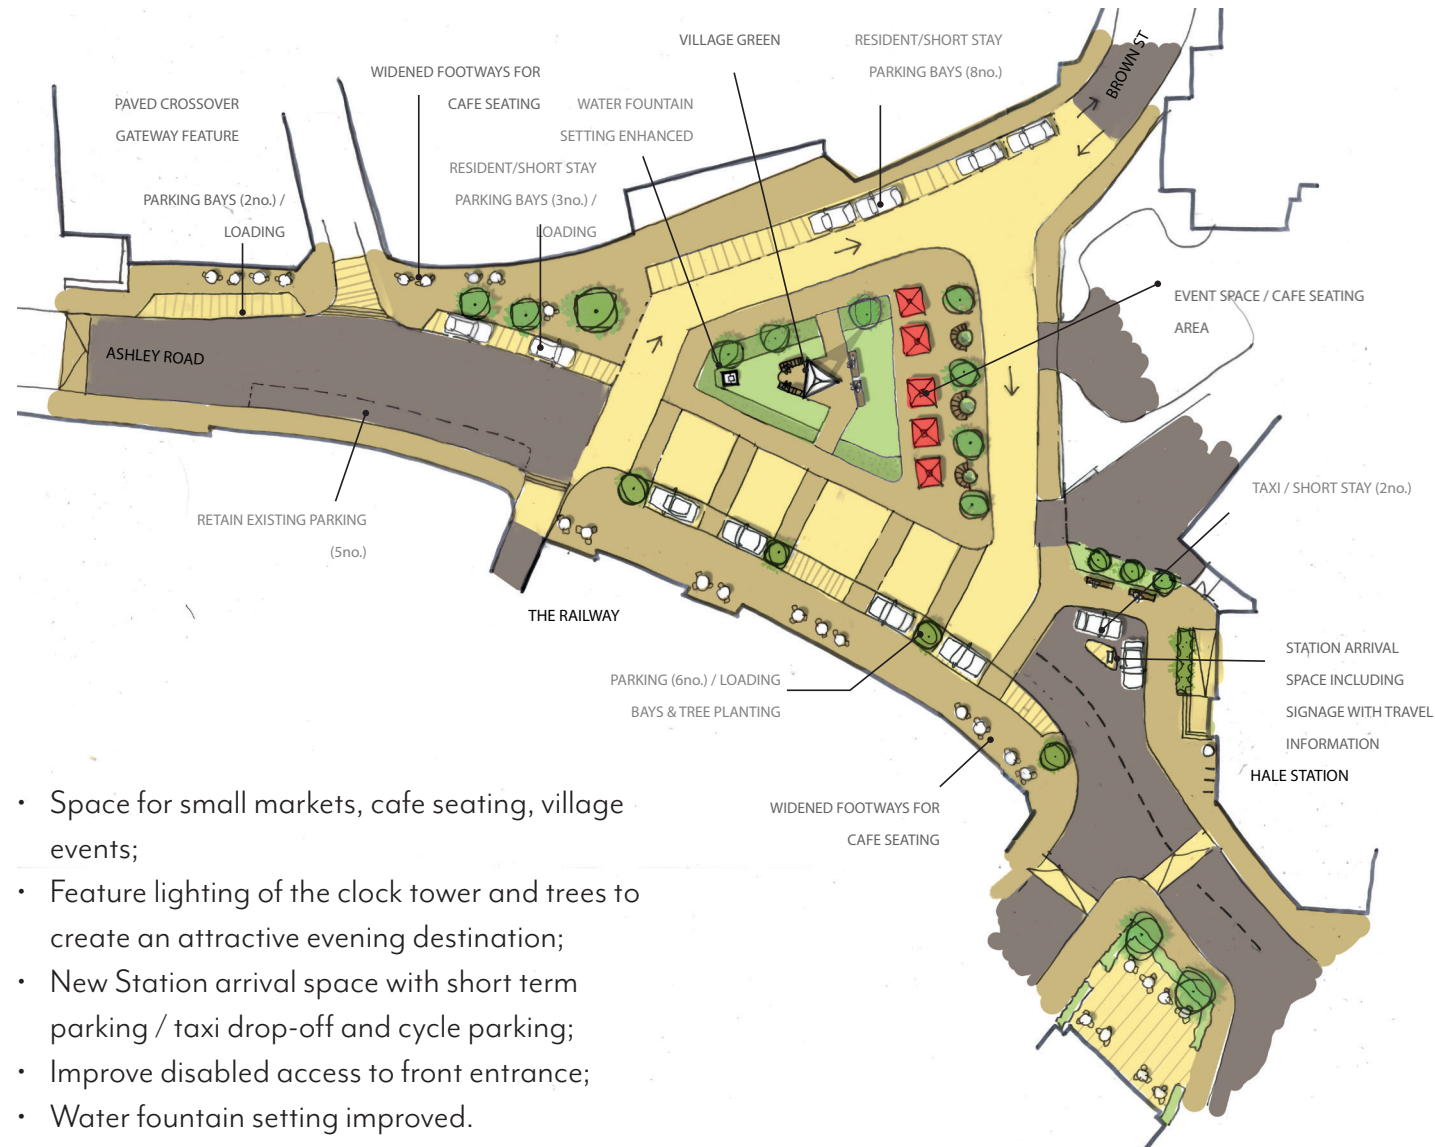 VILLAGE GREEN
RESIDENT/SHORT STAY
PARKING BAYS (8no.)
BROWN ST
WIDENED FOOTWAYS FOR
CAFE SEATING
PAVED CROSSOVER
GATEWAY FEATURE
WATER FOUNTAIN
SETTING ENHANCED
RESIDENT/SHORT STAY
PARKING BAYS (3no.) /
LOADING
PARKING BAYS (2no.) /
LOADING
EVENT SPACE / CAFE SEATING
AREA
ASHLEY ROAD
TAXI / SHORT STAY (2no.)
RETAIN EXISTING PARKING
(5no.)
THE RAILWAY
STATION ARRIVAL
SPACE INCLUDING
SIGNAGE WITH TRAVEL
INFORMATION
HALE STATION
PARKING (6no.) / LOADING
BAYS & TREE PLANTING
WIDENED FOOTWAYS FOR
CAFE SEATING
• Space for small markets, cafe seating, village
events;
• Feature lighting of the clock tower and trees to
create an attractive evening destination;
• New Station arrival space with short term
parking / taxi drop-off and cycle parking;
• Improve disabled access to front entrance;
• Water fountain setting improved.